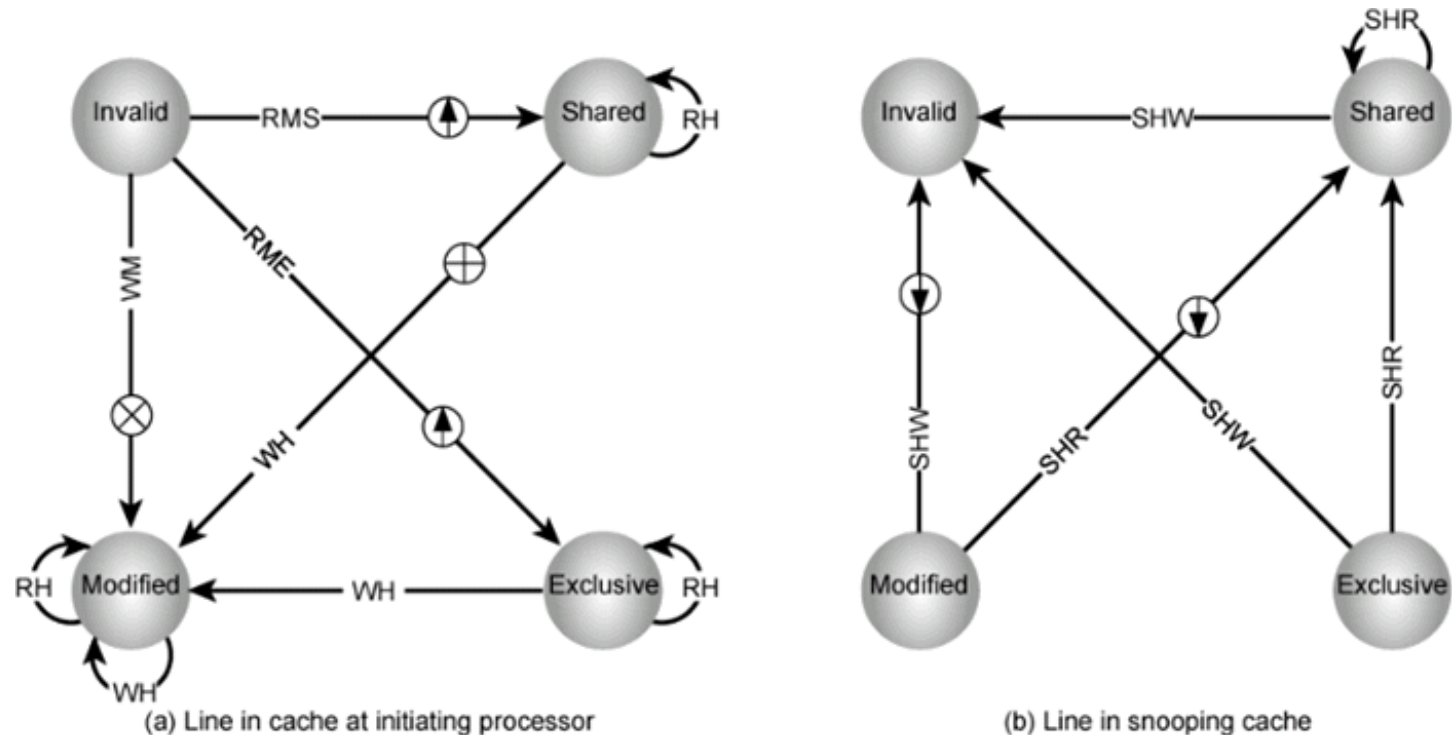 Invalid
RMS
Shared
RH
WM
RME
WH
RH
Modified
WH
Exclusive
RH
WH
(a) Line in cache at initiating processor
SHR
Invalid
SHW
Shared
SHW
SHR
SHW
SHR
Modified
Exclusive
(b) Line in snooping cache